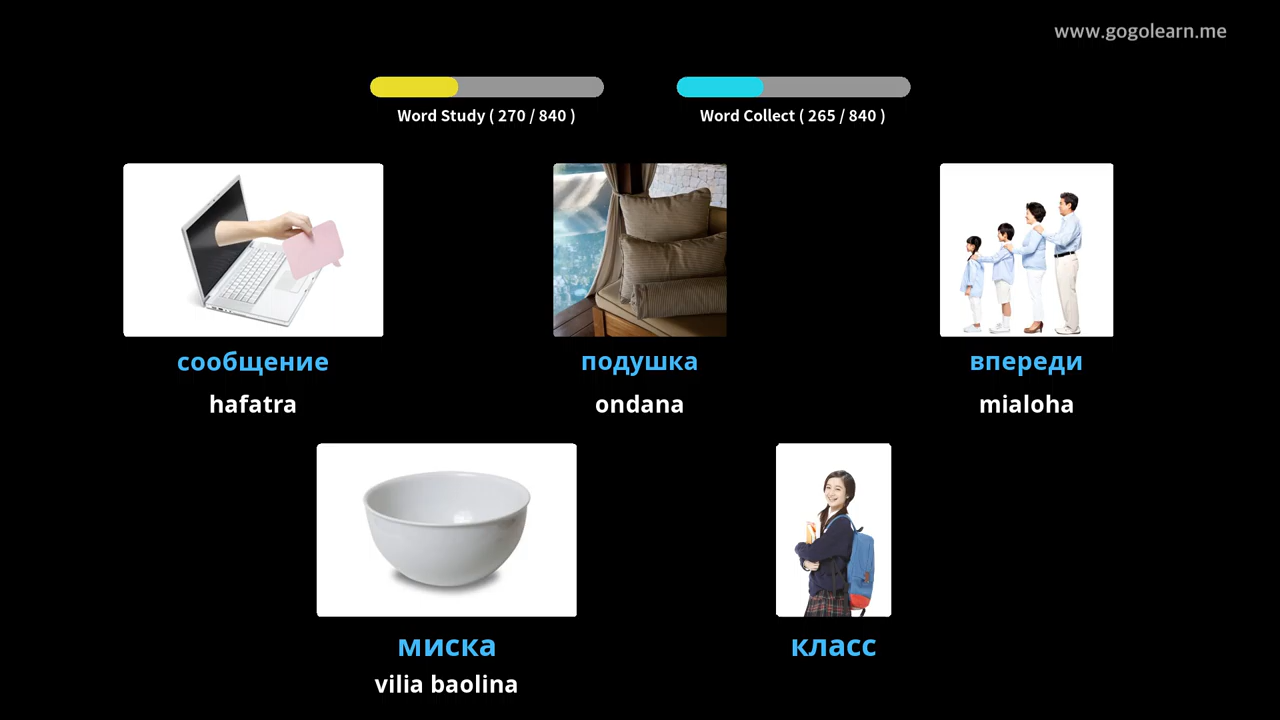 www.gogolearn.me
Word Study ( 270 / 840 )
Word Collect ( 265 / 840 )
сообщение
подушка
впереди
hafatra
ondana
mialoha
миска
класс
vilia baolina